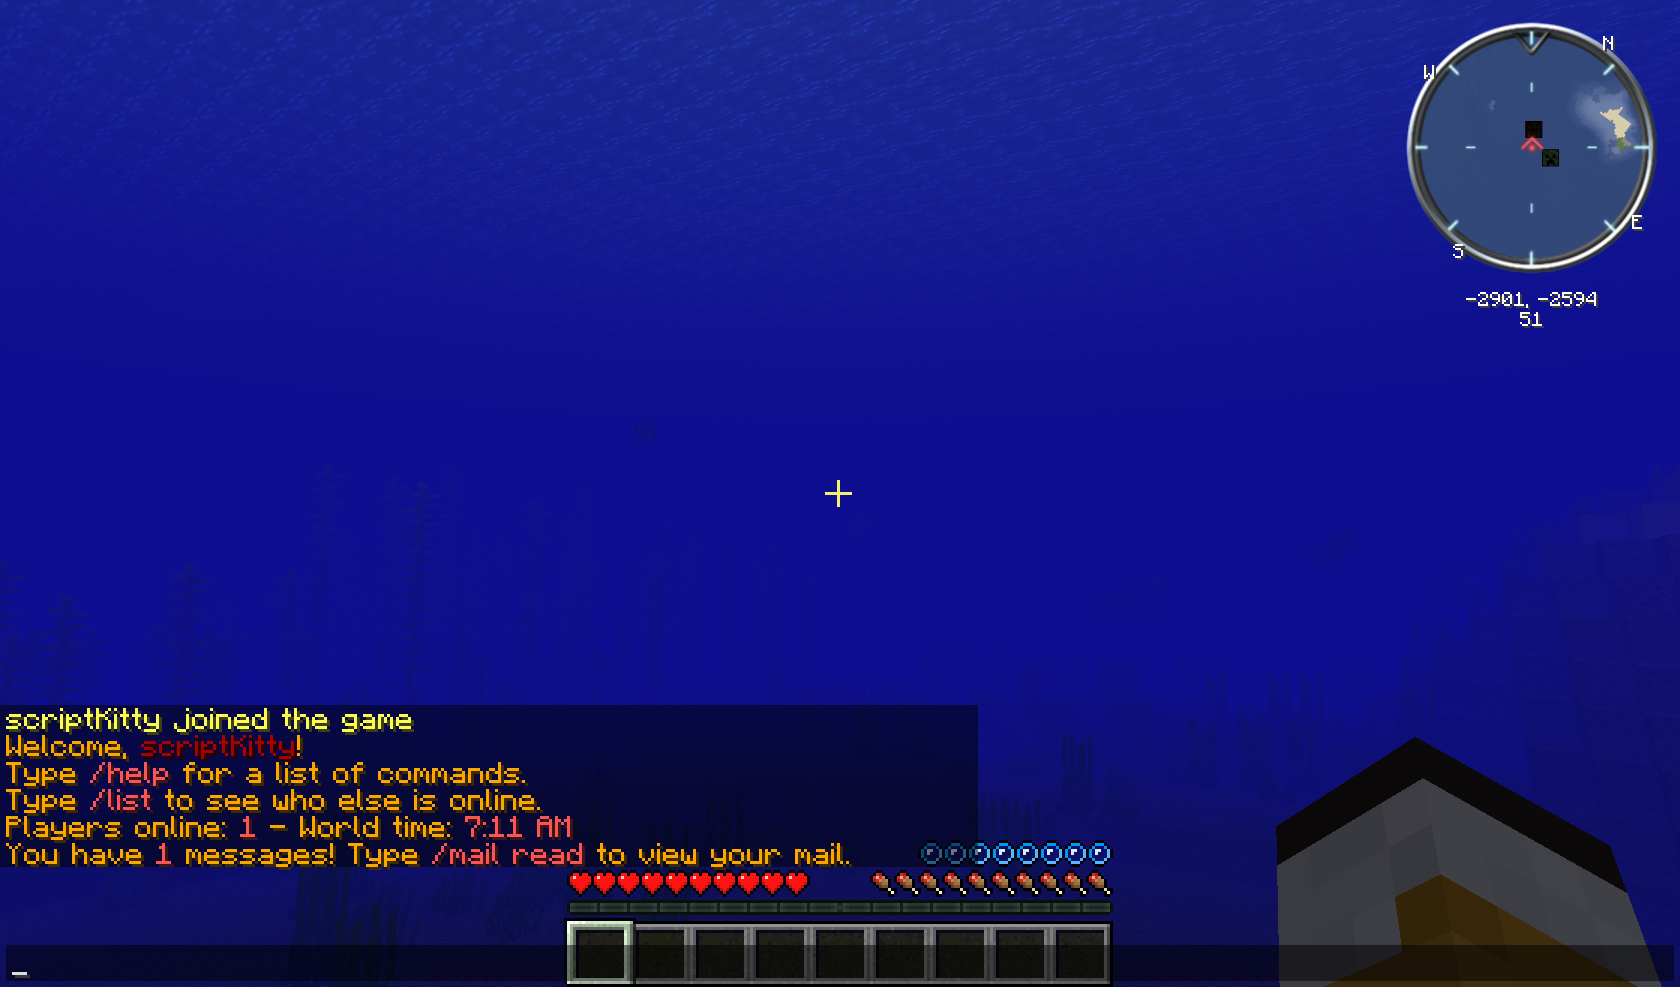 N
W
E
S
-2901, -2594
51
scriptKitty joined the game
Welcome, scriptKitty!
Type /help for a list of commands.
Type /list to see who else is online.
Players online: 1 - World time: 7:11 AM
You have 1 messages! Type /mail read to view your mail.
_